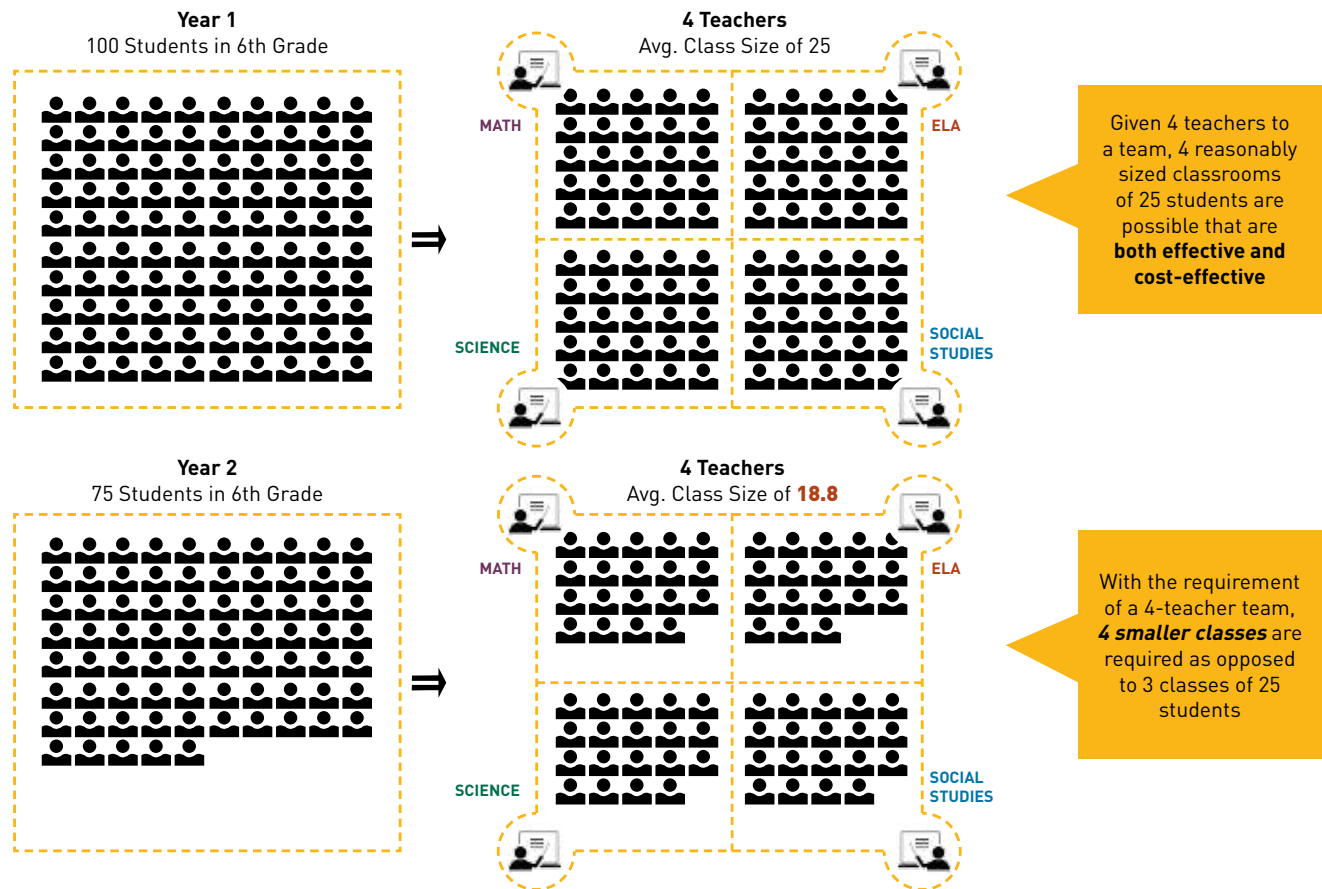 Year 1
100 Students in 6th Grade
4 Teachers
Avg. Class Size of 25
MATH
ELA
SCIENCE
SOCIAL
STUDIES
Given 4 teachers to
a team, 4 reasonably
sized classrooms
of 25 students are
possible that are
both effective and
cost-effective
Year 2
75 Students in 6th Grade
4 Teachers
Avg. Class Size of 18.8
MATH
ELA
SCIENCE
SOCIAL
STUDIES
With the requirement
of a 4-teacher team,
4 smaller classes are
required as opposed
to 3 classes of 25
students